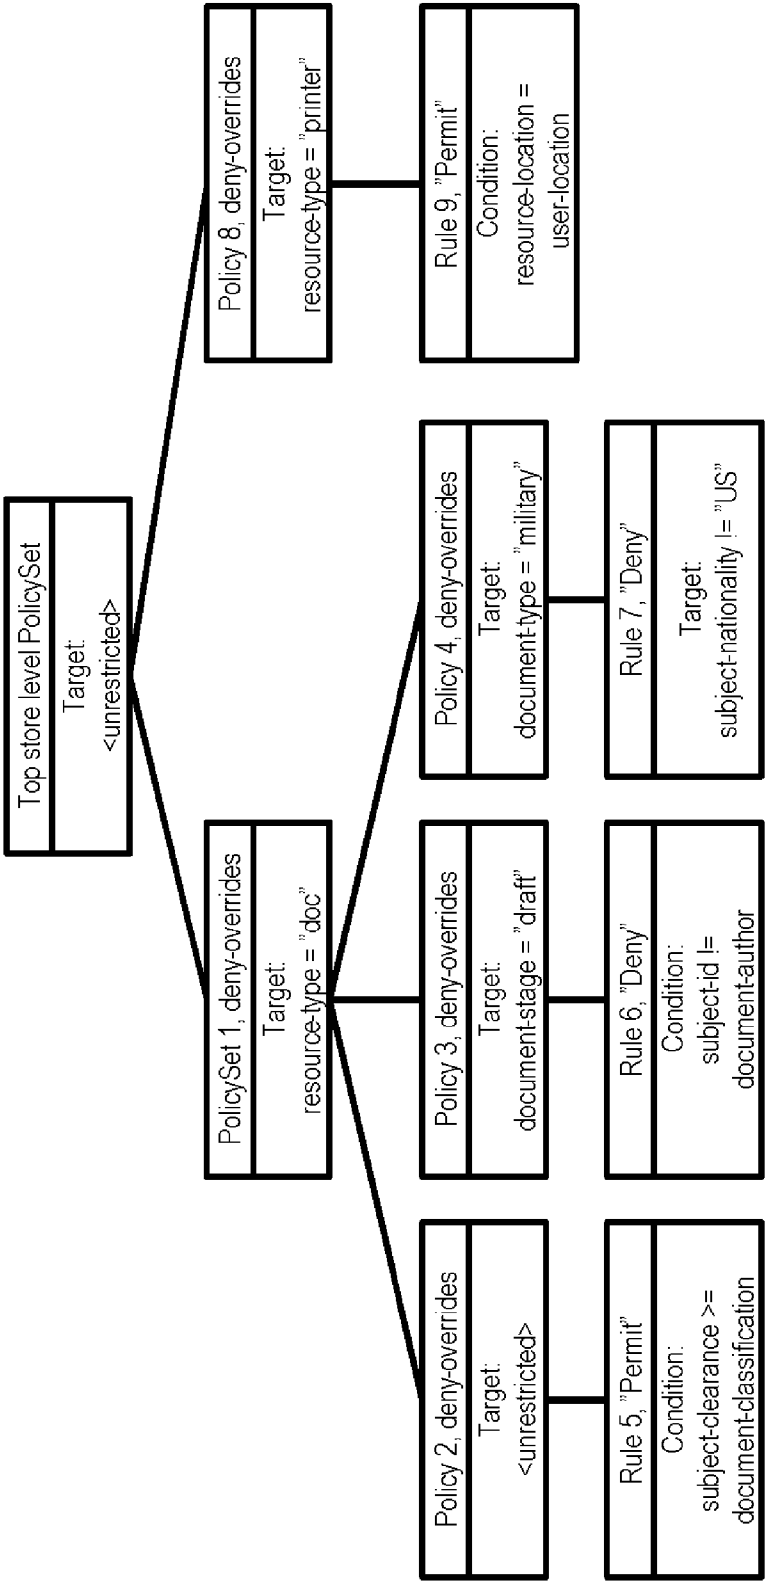 Top store level PolicySet
Target:
<unrestricted>
PolicySet 1, deny-overrides
Target:
resource-type = ”doc”
Policy 8, deny-overrides
Target:
resource-type = ”printer”
Policy 2, deny-overrides
Target:
<unrestricted>
Policy 3, deny-overrides
Target:
document-stage = ”draft”
Policy 4, deny-overrides
Target:
document-type = ”military”
Rule 9, ”Permit”
Condition:
resource-location =
user-location
Rule 5, ”Permit”
Condition:
subject-clearance >=
document-classification
Rule 6, ”Deny”
Condition:
subject-id !=
document-author
Rule 7, ”Deny”
Target:
subject-nationality != ”US”